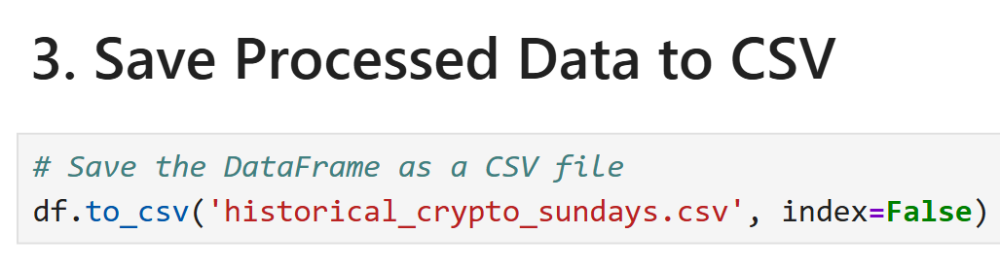 3. Save Processed Data to CSV
# Save the DataFrame as a CSV file
df.to_csv('historical_crypto_sundays.csv', index=False)